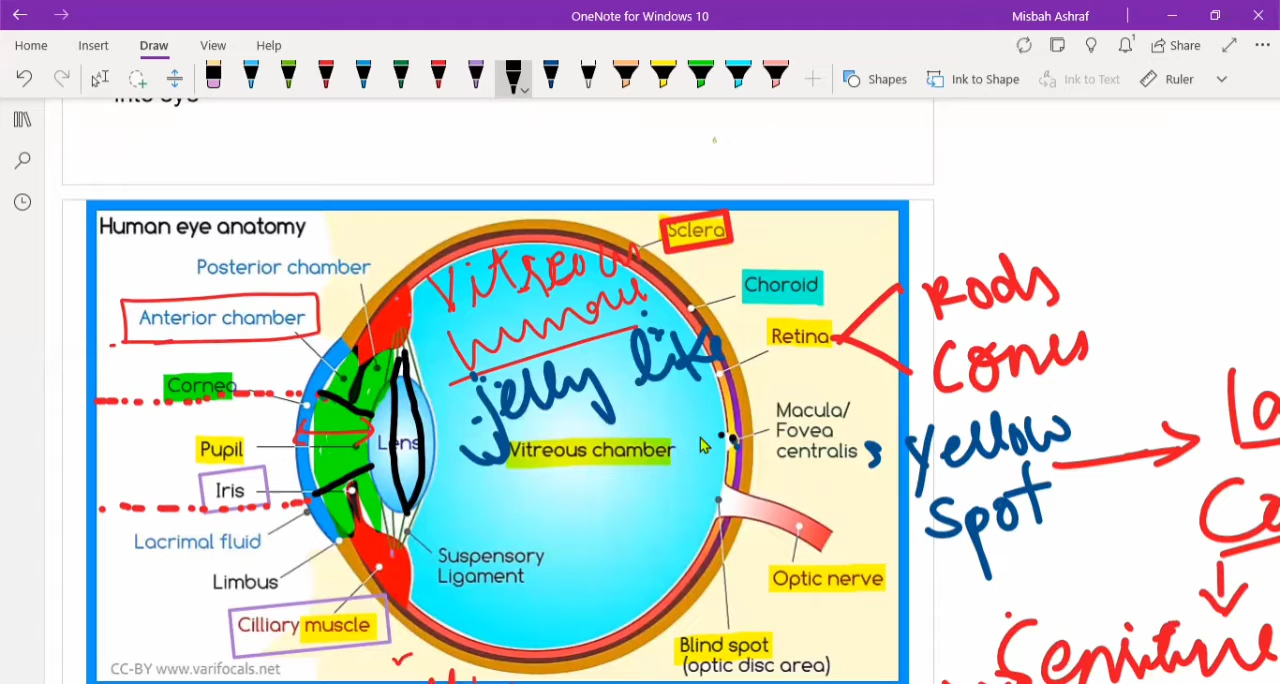 OneNote for Windows 10
Misbah Ashraf
Home Insert Draw View Help
Share
Shapes
Ink to Shape
Ink to Text
Ruler
into eye
6
Human eye anatomy
Sclera
Posterior chamber
Vitreous
humour
Choroid
Rods
Anterior chamber
Retina
jelly like
Cones
Cornea
Macula/
Fovea
centralis
yellow
spot
Pupil
Lens
Vitreous chamber
Iris
Lacrimal fluid
Suspensory
Ligament
Limbus
Optic nerve
Cilliary muscle
Blind spot
(optic disc area)
CC-BY www.varifocals.net